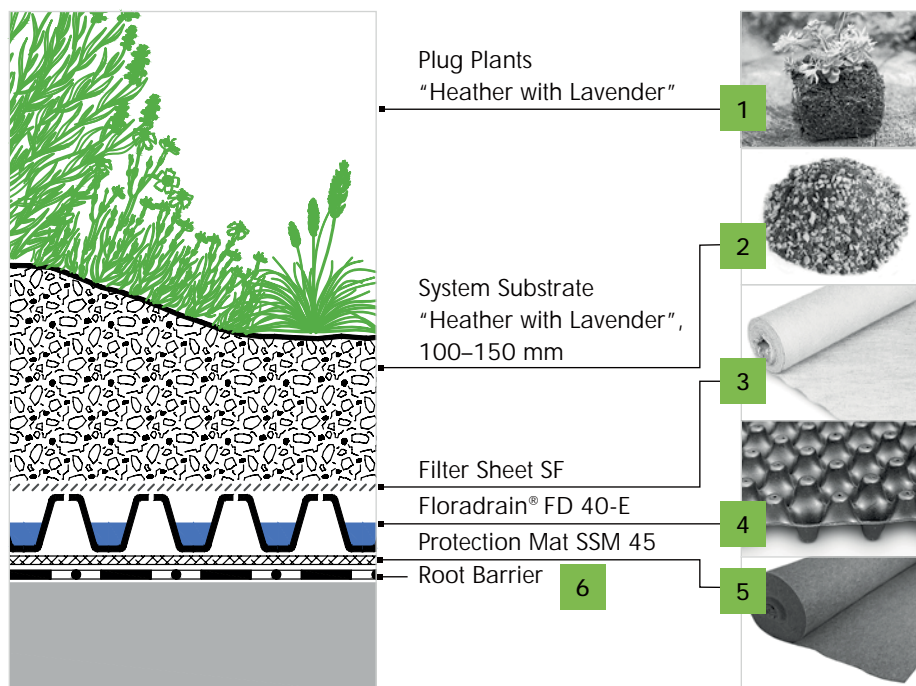 Plug Plants
“Heather with Lavender”
1
2
System Substrate
“Heather with Lavender”,
100–150 mm
3
Filter Sheet SF
Floradrain® FD 40-E
4
Protection Mat SSM 45
Root Barrier
6
5